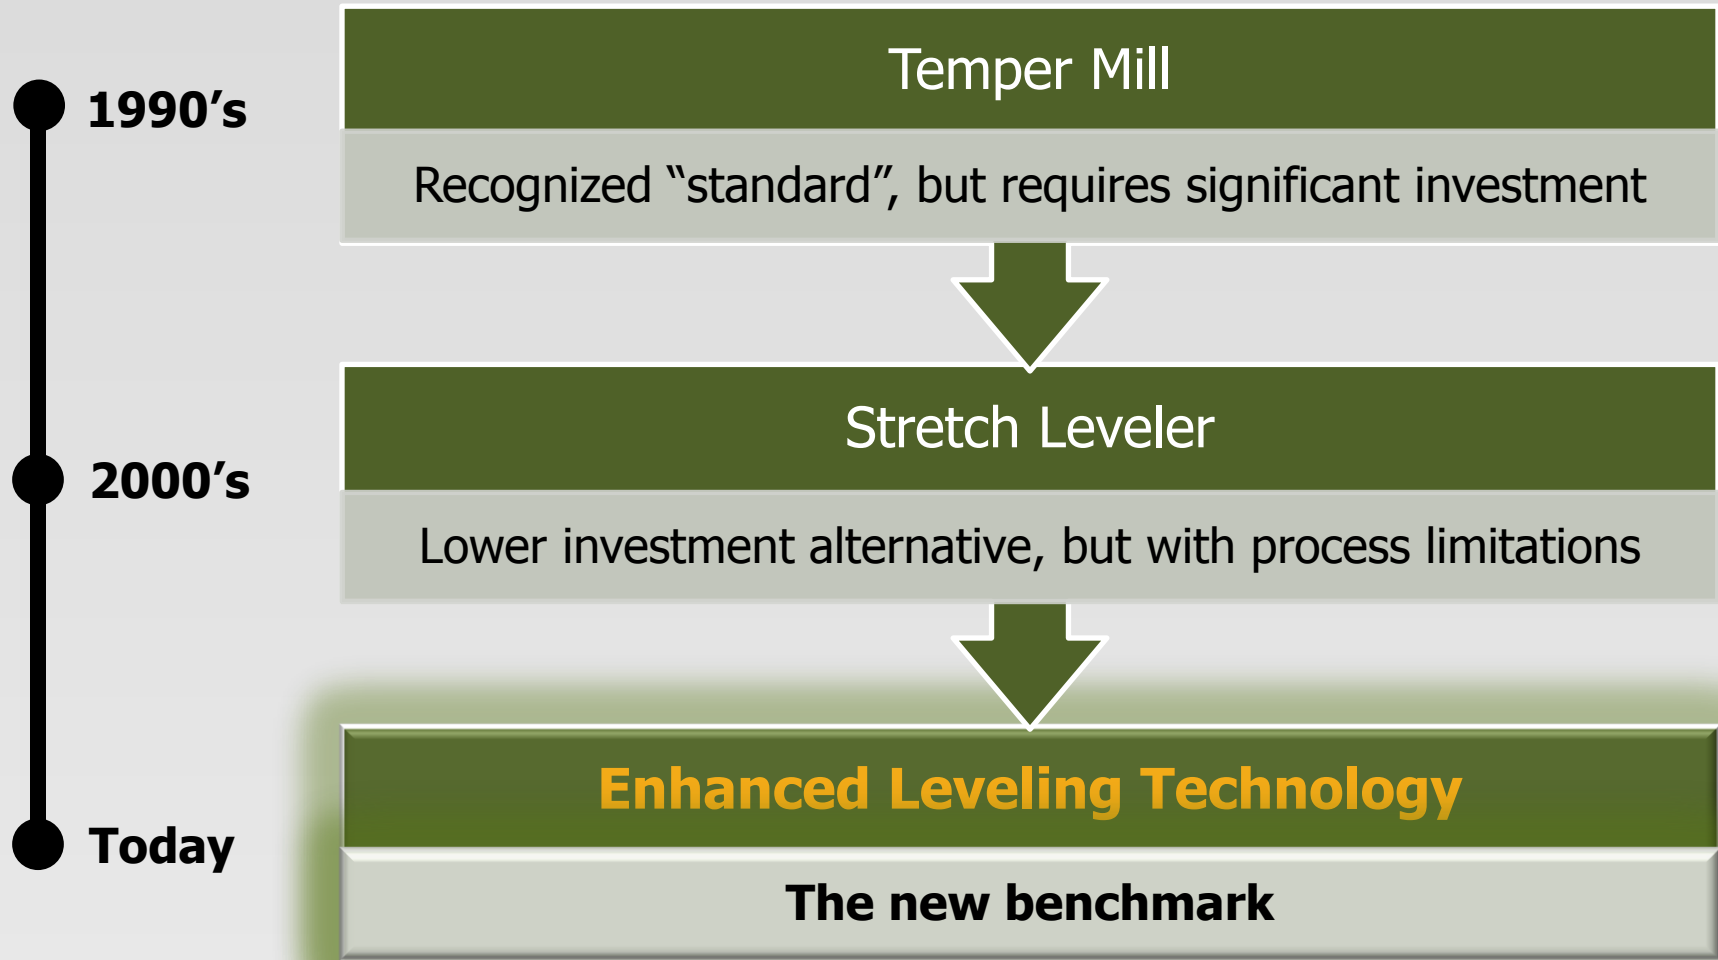 1990’s
Temper Mill
Recognized “standard”, but requires significant investment
2000’s
Stretch Leveler
Lower investment alternative, but with process limitations
Today
Enhanced Leveling Technology
The new benchmark